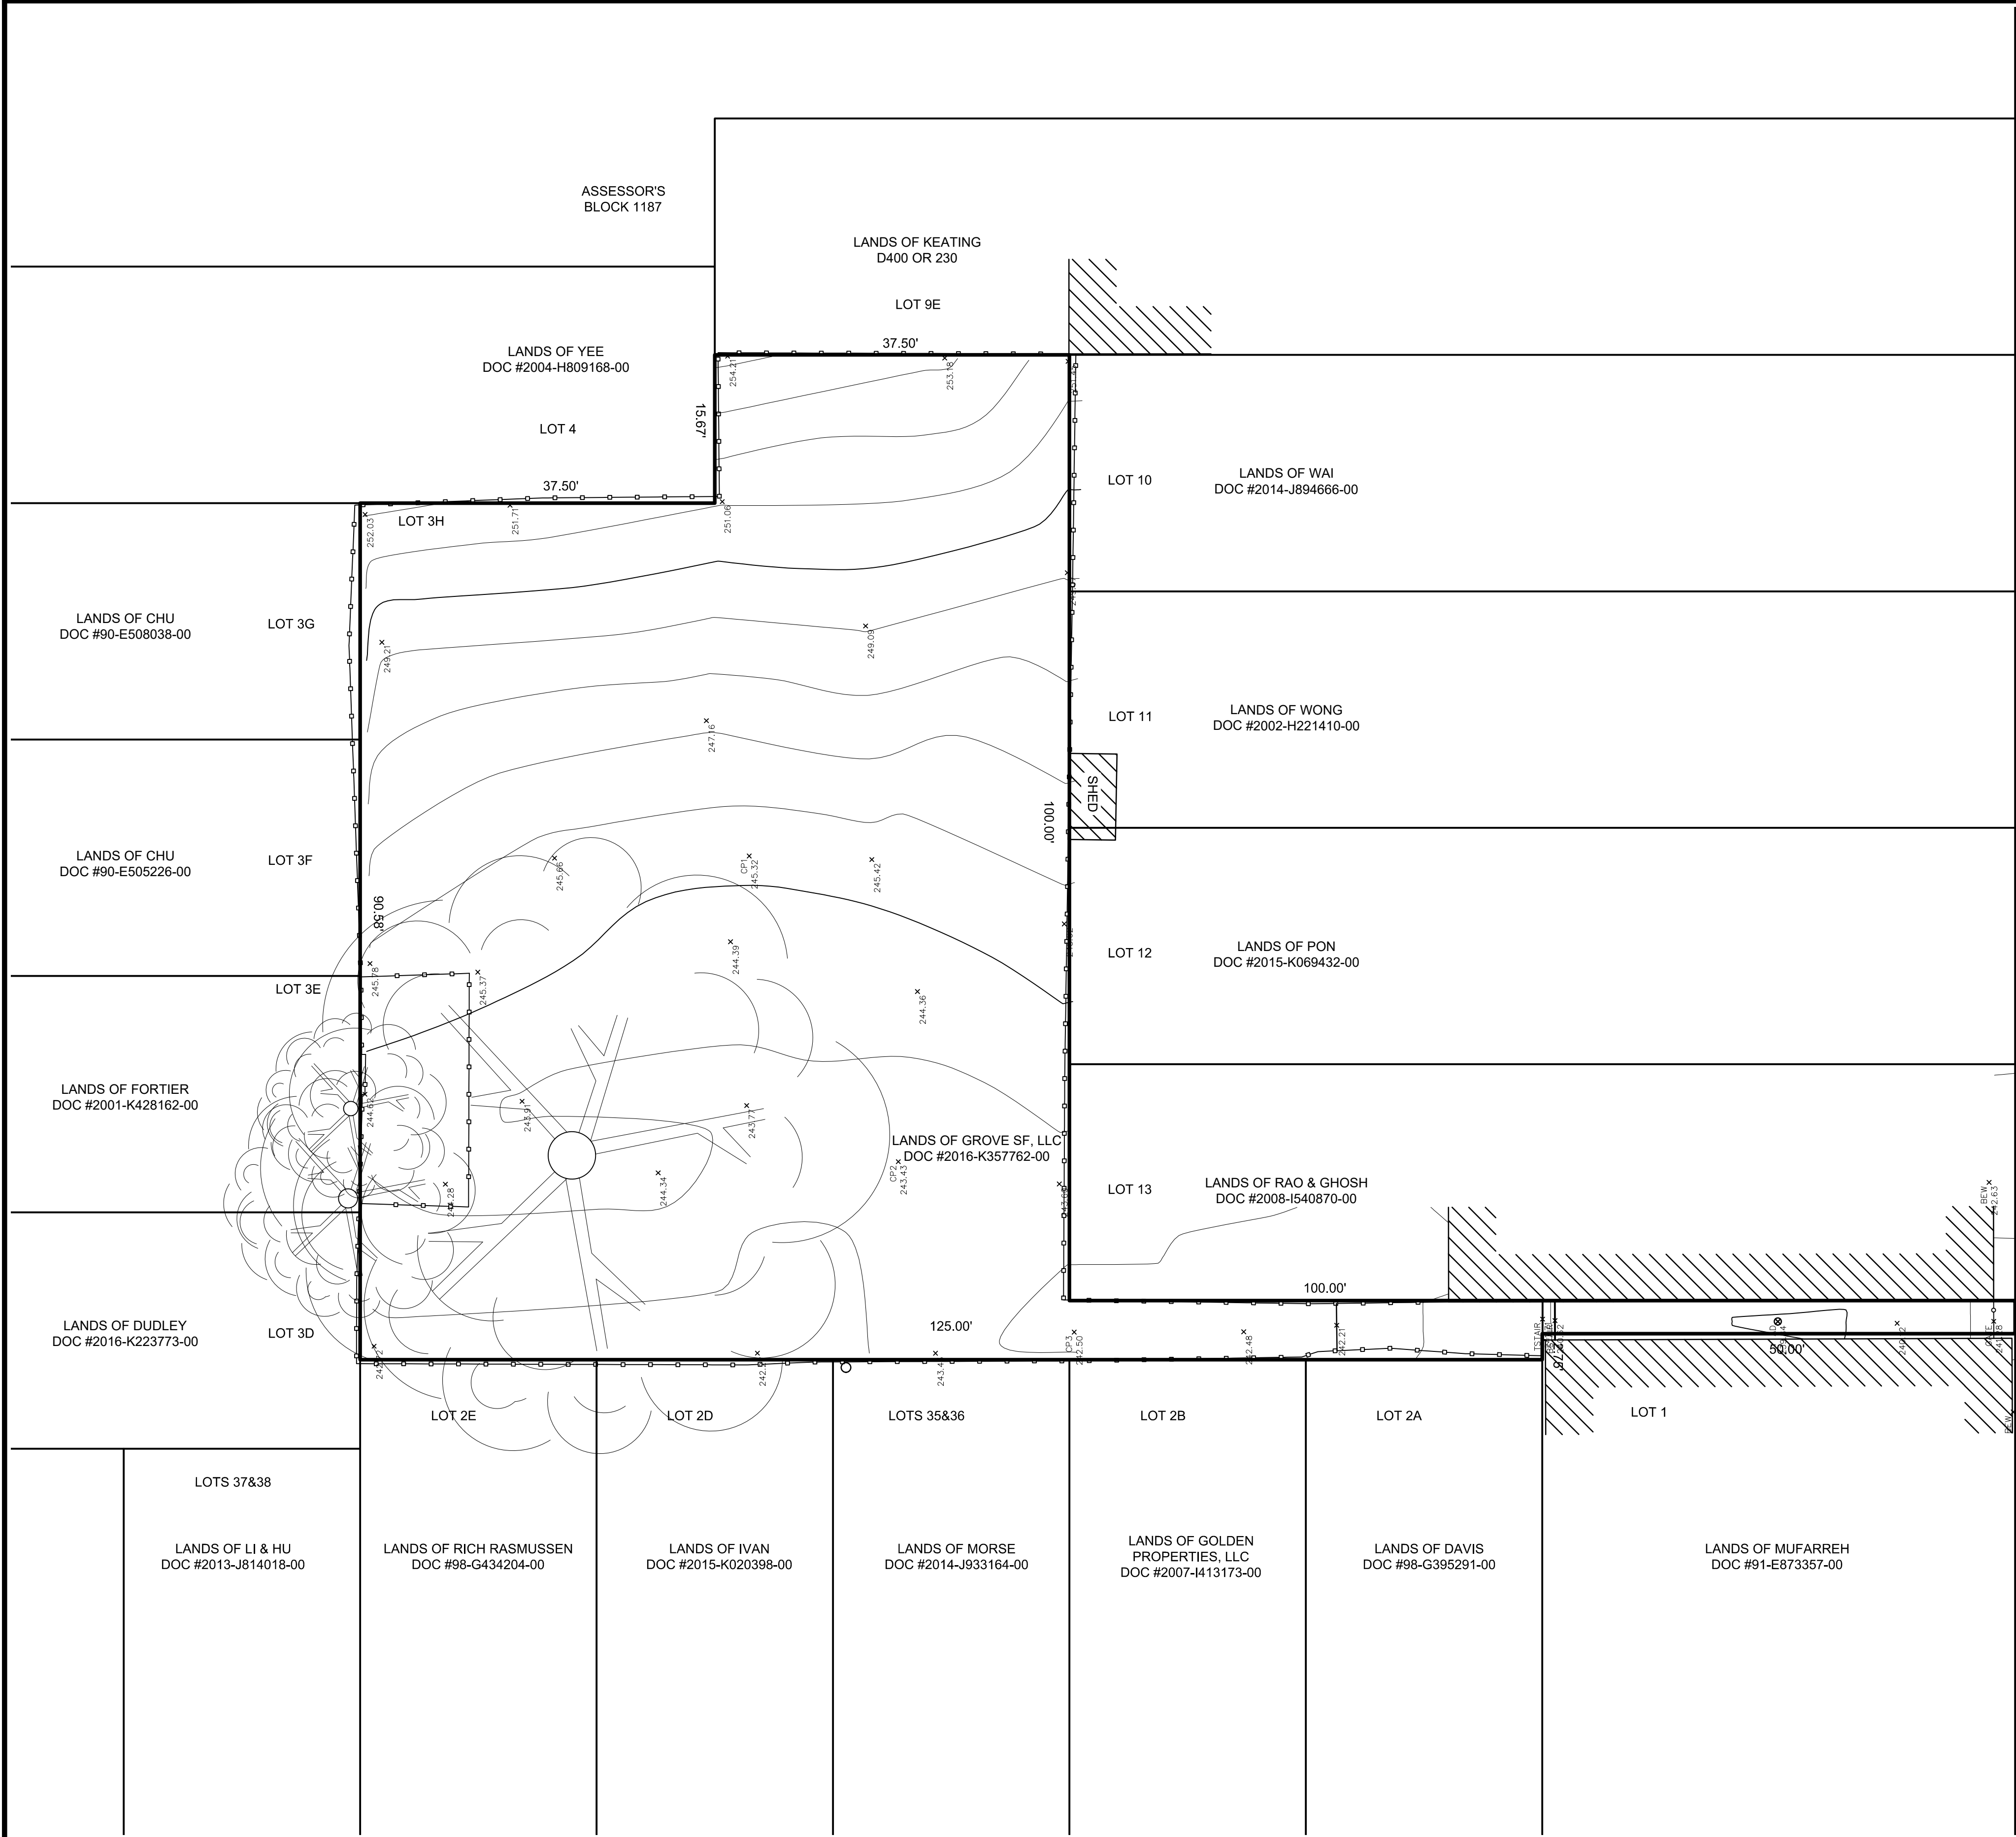 ASSESSOR'S
BLOCK 1187
LANDS OF KEATING
D400 OR 230
LOT 9E
37.50'
LANDS OF YEE
DOC #2004-H809168-00
LOT 4
15.67'
254.21
253.18
37.50'
LOT 3H
252.03
251.71
251.06
LOT 10
LANDS OF WAI
DOC #2014-J894666-00
LANDS OF CHU
DOC #90-E508038-00
LOT 3G
249.21
249.09
247.16
LOT 11
LANDS OF WONG
DOC #2002-H221410-00
SHED
100.00'
LANDS OF CHU
DOC #90-E505226-00
LOT 3F
90.58'
245.66
CP1
245.32
245.42
244.39
LOT 12
LANDS OF PON
DOC #2015-K069432-00
245.78
245.37
LOT 3E
244.36
LANDS OF FORTIER
DOC #2001-K428162-00
244.62
243.91
243.77
LANDS OF GROVE SF, LLC
DOC #2016-K357762-00
CP2
243.43
244.34
LOT 13
LANDS OF RAO & GHOSH
DOC #2008-I540870-00
BEW
242.63
100.00'
LANDS OF DUDLEY
DOC #2016-K223773-00
LOT 3D
125.00'
CP3
242.50
242.48
242.21
TSTAIR
50.00'
LOT 2E
LOT 2D
LOTS 35&36
LOT 2B
LOT 2A
LOT 1
LOTS 37&38
LANDS OF LI & HU
DOC #2013-J814018-00
LANDS OF RICH RASMUSSEN
DOC #98-G434204-00
LANDS OF IVAN
DOC #2015-K020398-00
LANDS OF MORSE
DOC #2014-J933164-00
LANDS OF GOLDEN
PROPERTIES, LLC
DOC #2007-I413173-00
LANDS OF DAVIS
DOC #98-G395291-00
LANDS OF MUFARREH
DOC #91-E873357-00